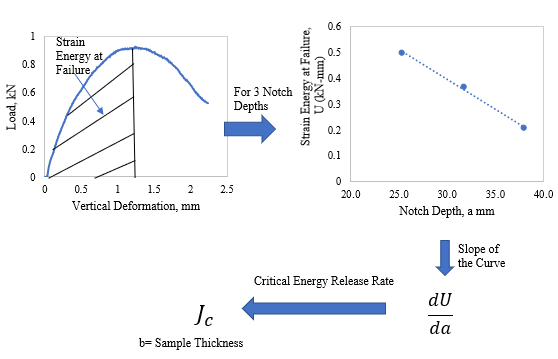 Strain
Energy at
Failure
Load, kN
1
0.8
0.6
0.4
0.2
0
0 0.5 1 1.5 2 2.5
Vertical Deformation, mm
For 3 Notch
Depths
Strain Energy at Failure,
U (kN-mm)
0.6
0.5
0.4
0.3
0.2
0.1
0
20.0 25.0 30.0 35.0 40.0
Notch Depth, a mm
Slope of
the Curve
dU
da
Critical Energy Release Rate
Jc
b= Sample Thickness